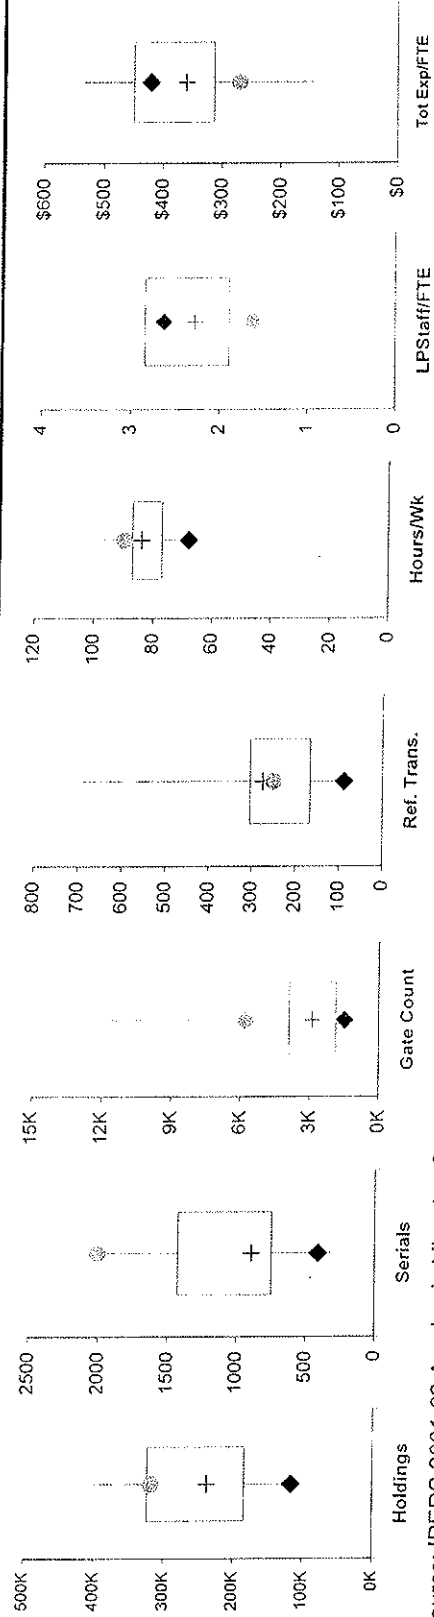 500K
400K
300K
200K
100K
0K
Holdings
2500
2000
1500
1000
500
0
Serials
15K
12K
9K
6K
3K
0K
Gate Count
800
700
600
500
400
300
200
100
0
Ref. Trans.
120
100
80
60
40
20
0
Hours/Wk
4
3
2
1
0
LPStaff/FTE
$600
$500
$400
$300
$200
$100
$0
Tot Exp/FTE